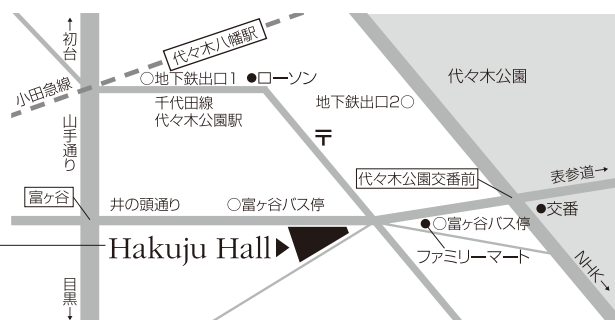 ↑初台
代々木八幡駅
○地下鉄出口1
●ローソン
代々木公園
小田急線
千代田線
代々木公園駅
地下鉄出口2○
〒
山手通り
代々木公園交番前
表参道→
富ヶ谷
井の頭通り
○富ヶ谷バス停
●交番
●○富ヶ谷バス停
ファミリーマート
Hakuju Hall▶
NHK→
目黒→